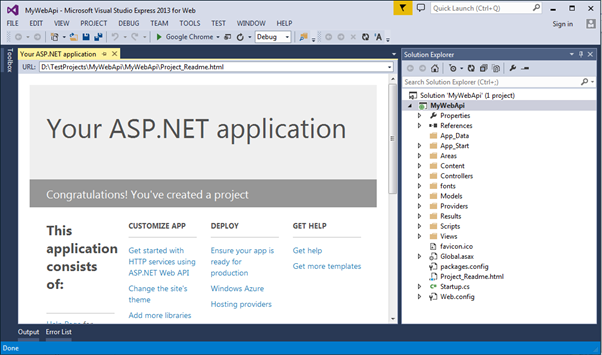 MyWebApi - Microsoft Visual Studio Express 2013 for Web
Quick Launch (Ctrl+Q)
FILE EDIT VIEW PROJECT DEBUG TEAM TOOLS TEST WINDOW HELP
Sign in
Google Chrome
Debug
Toolbox
Your ASP.NET application
URL: D:\TestProjects\MyWebApi\MyWebApi\Project_Readme.html
Your ASP.NET application
Congratulations! You've created a project
This application consists of:
CUSTOMIZE APP
Get started with
HTTP services using
ASP.NET Web API
Change the site's
theme
Add more libraries
DEPLOY
Ensure your app is
ready for
production
Windows Azure
Hosting providers
GET HELP
Get help
Get more templates
Solution Explorer
Search Solution Explorer (Ctrl+;)
Solution 'MyWebApi' (1 project)
MyWebApi
Properties
References
App_Data
App_Start
Areas
Content
Controllers
fonts
Models
Providers
Results
Scripts
Views
favicon.ico
Global.asax
packages.config
Project_Readme.html
Startup.cs
Web.config
Output Error List
Done